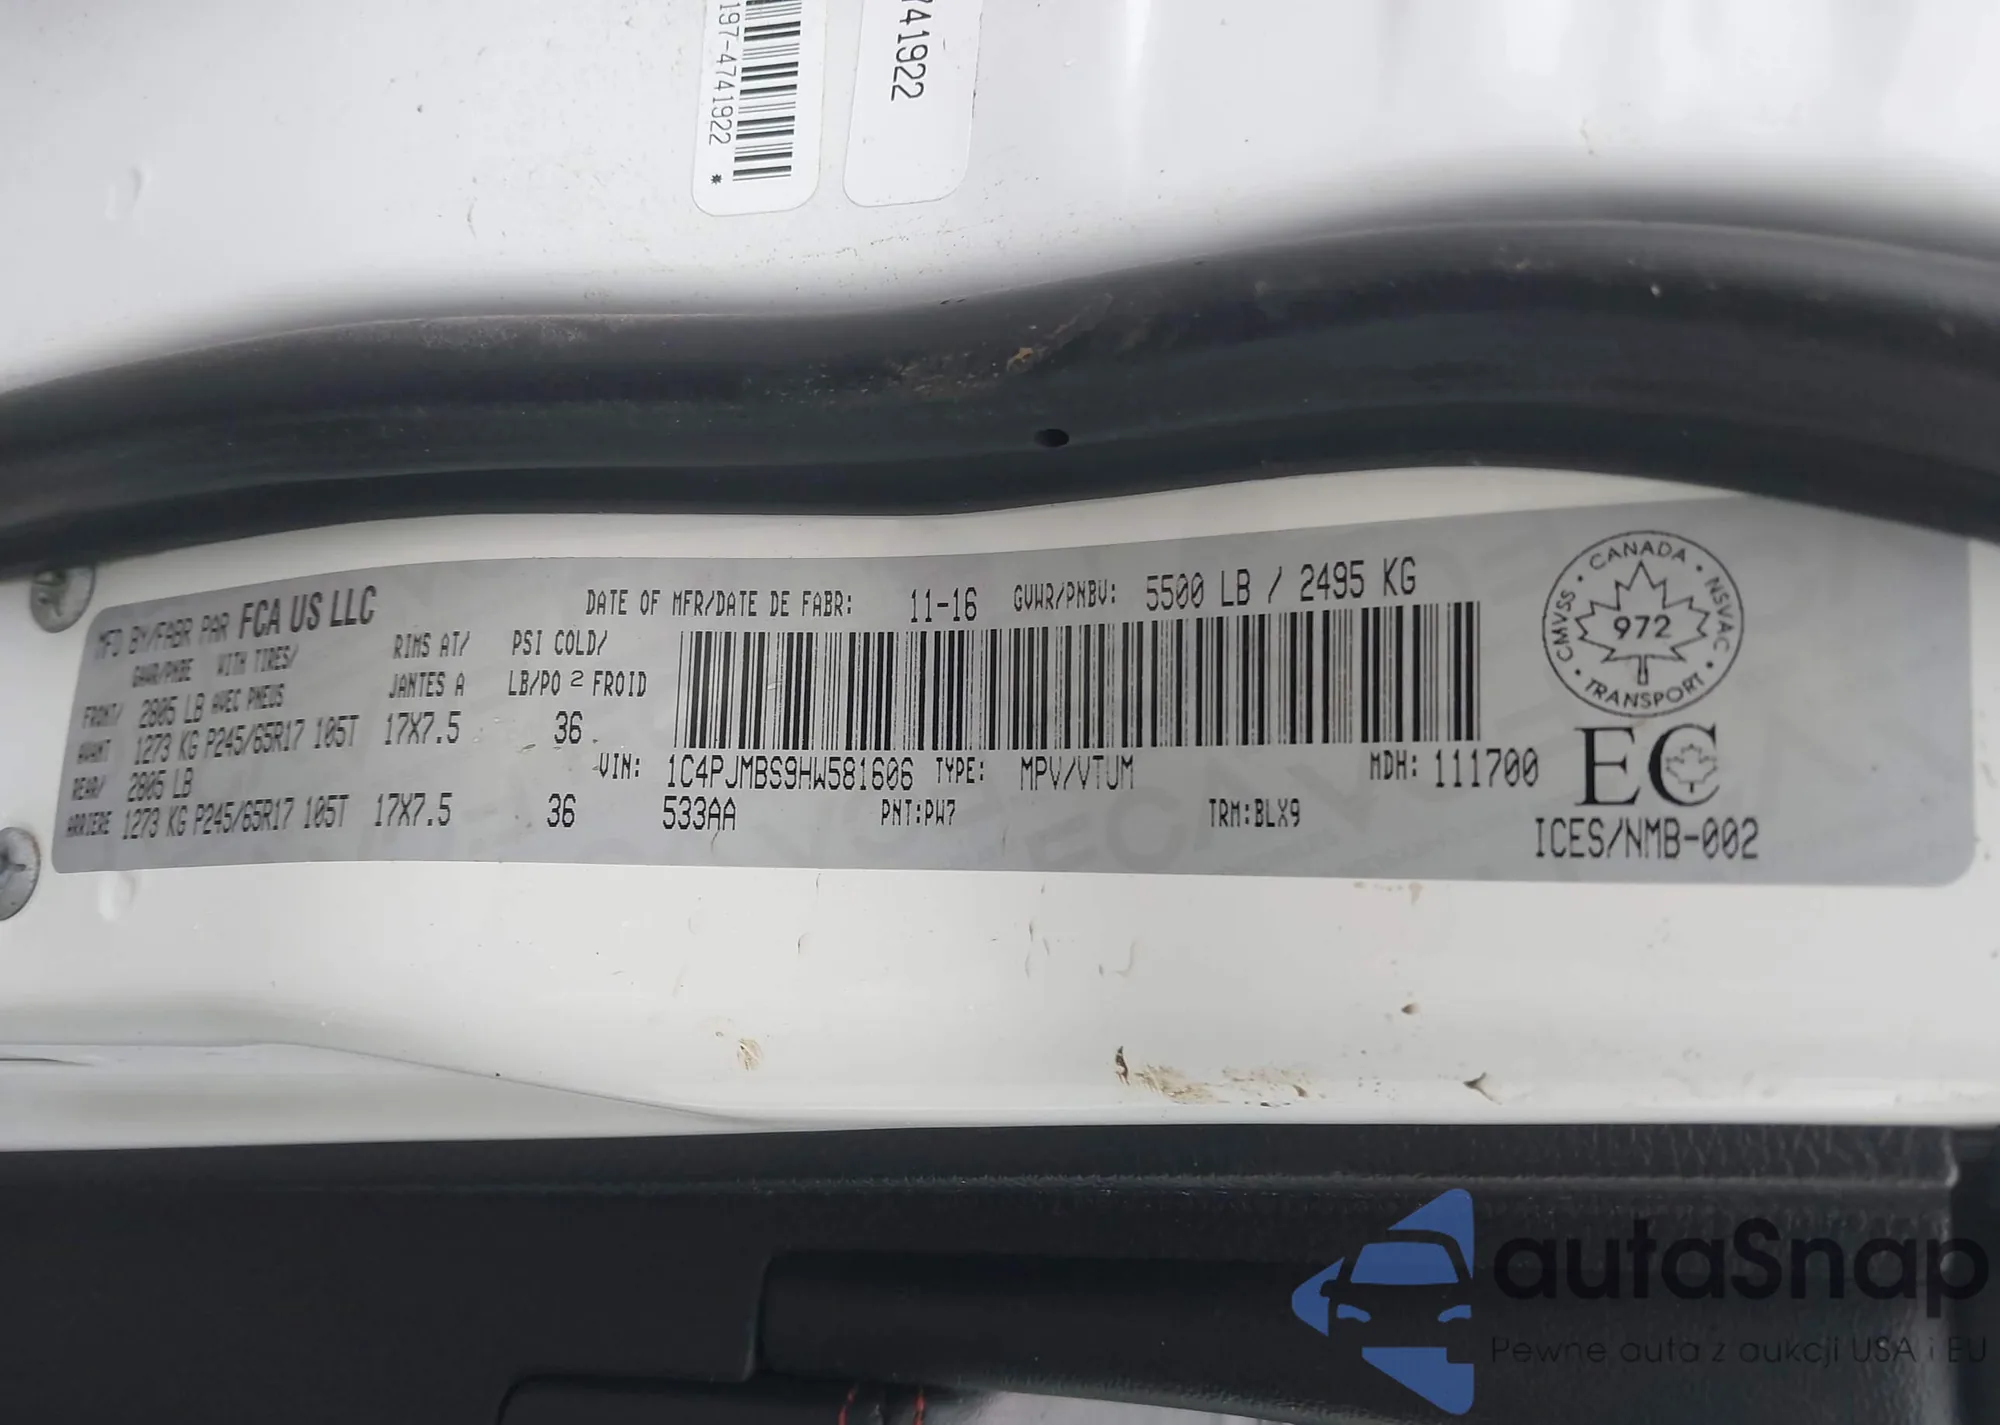 197-4741922 *
741922
MFD BY/FABR PAR FCA US LLC
DATE OF MFR/DATE DE FABR: 11-16 GVWR/PNBV: 5500 LB / 2495 KG
GAWR/PNBE WITH TIRES/ RIMS AT/ PSI COLD/
FRONT/ 2805 LB AVEC PNEUS JANTES A LB/PO 2 FROID
AVANT 1273 KG P245/65R17 105T 17X7.5 36
REAR/ 2805 LB
ARRIERE 1273 KG P245/65R17 105T 17X7.5 36
VIN: 1C4PJMBS9HW581606 TYPE: MPV/VTUM MDH: 111700
533AA PNT:PW7 TRM:BLX9
CANADA
CMVSS • NSVAC
972
TRANSPORT
EC
ICES/NMB-002
autaSnap
Pewne auta z aukcji USA i EU